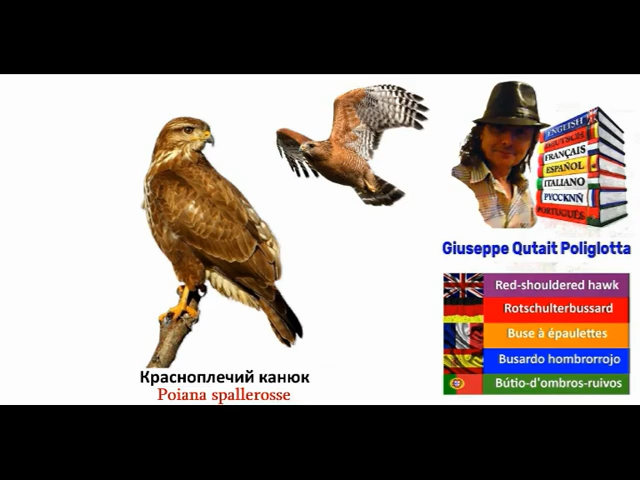 Красноплечий канюк
Poiana spallerosse
ENGLISH
DEUTSCH
FRANÇAIS
ESPAÑOL
ITALIANO
PYCCKNÑ
PORTUGUÊS
Giuseppe Qutait Poliglotta
Red-shouldered hawk
Rotschulterbussard
Buse à épaulettes
Busardo hombrorrojo
Bútio-d'ombros-ruivos